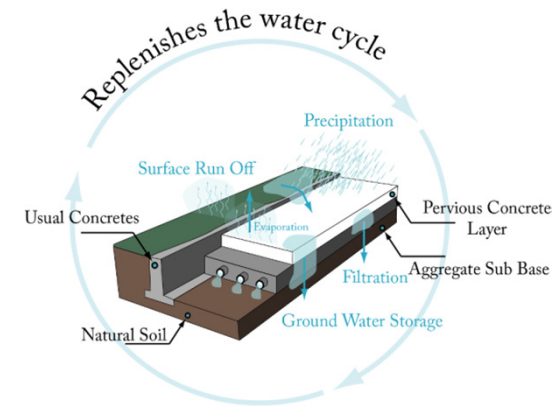 Replenishes the water cycle
Precipitation
Surface Run Off
Usual Concretes
Evaporation
Pervious Concrete
Layer
Filtration
Aggregate Sub Base
Ground Water Storage
Natural Soil